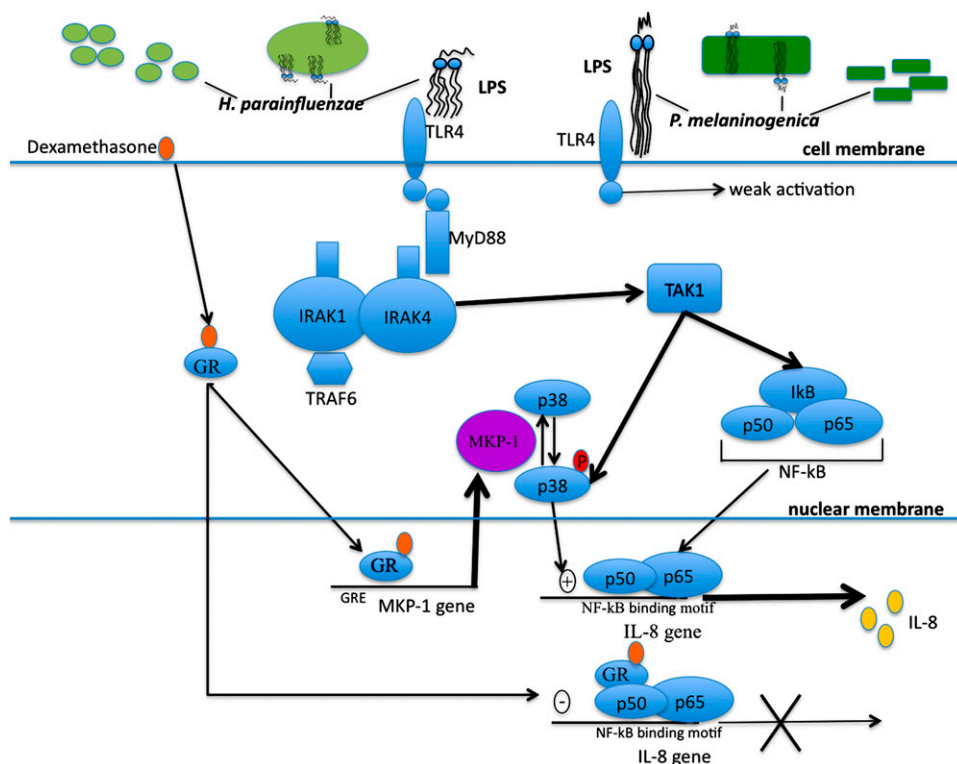 LPS
LPS
H. parainfluenzae
P. melaninogenica
TLR4
TLR4
Dexamethasone
cell membrane
weak activation
MyD88
TAK1
IRAK1
IRAK4
GR
TRAF6
p38
IkB
p50
p65
MKP-1
P
p38
NF-kB
nuclear membrane
GR
+
p50
p65
GRE
MKP-1 gene
NF-kB binding motif
IL-8 gene
IL-8
GR
-
p50
p65
NF-kB binding motif
IL-8 gene